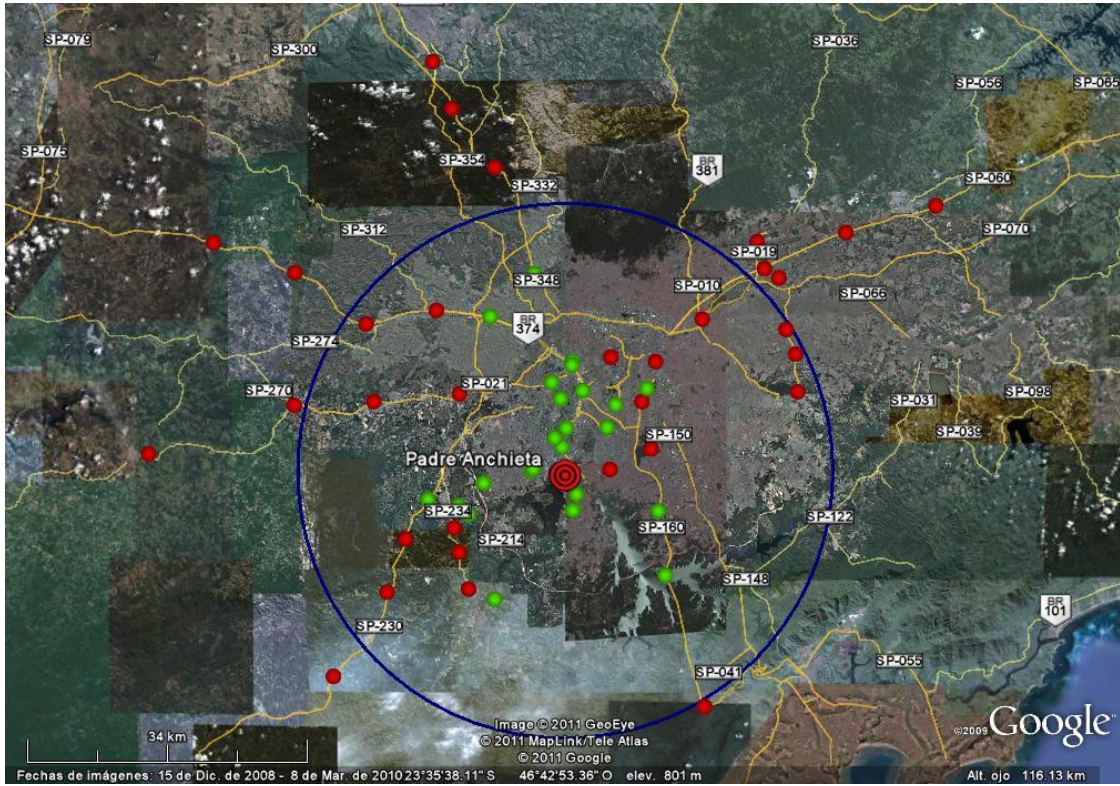 SP-079
SP-300
SP-036
SP-056
SP-065
SP-075
SP-354
SP-332
BR
381
SP-060
SP-312
SP-019
SP-070
SP-348
SP-010
SP-066
BR
374
SP-274
SP-270
SP-021
SP-031
SP-098
SP-150
SP-039
Padre Anchieta
SP-234
SP-122
SP-160
SP-214
SP-148
BR
101
SP-230
SP-041
SP-055
Image © 2011 GeoEye
© 2011 MapLink/Tele Atlas
© 2011 Google
©2009 Google™
34 km
Fechas de imágenes: 15 de Dic. de 2008 - 8 de Mar. de 2010 23°35'38.11" S 46°42'53.36" O elev. 801 m Alt. ojo 116.13 km